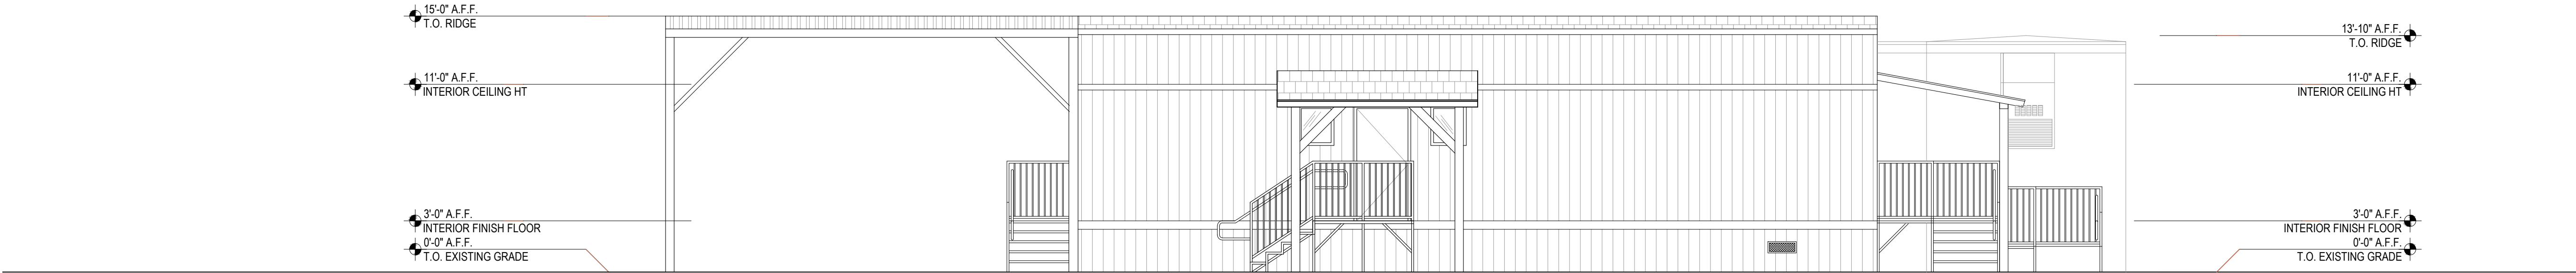 15'-0" A.F.F.
T.O. RIDGE
11'-0" A.F.F.
INTERIOR CEILING HT
3'-0" A.F.F.
INTERIOR FINISH FLOOR
0'-0" A.F.F.
T.O. EXISTING GRADE
13'-10" A.F.F.
T.O. RIDGE
11'-0" A.F.F.
INTERIOR CEILING HT
3'-0" A.F.F.
INTERIOR FINISH FLOOR
0'-0" A.F.F.
T.O. EXISTING GRADE